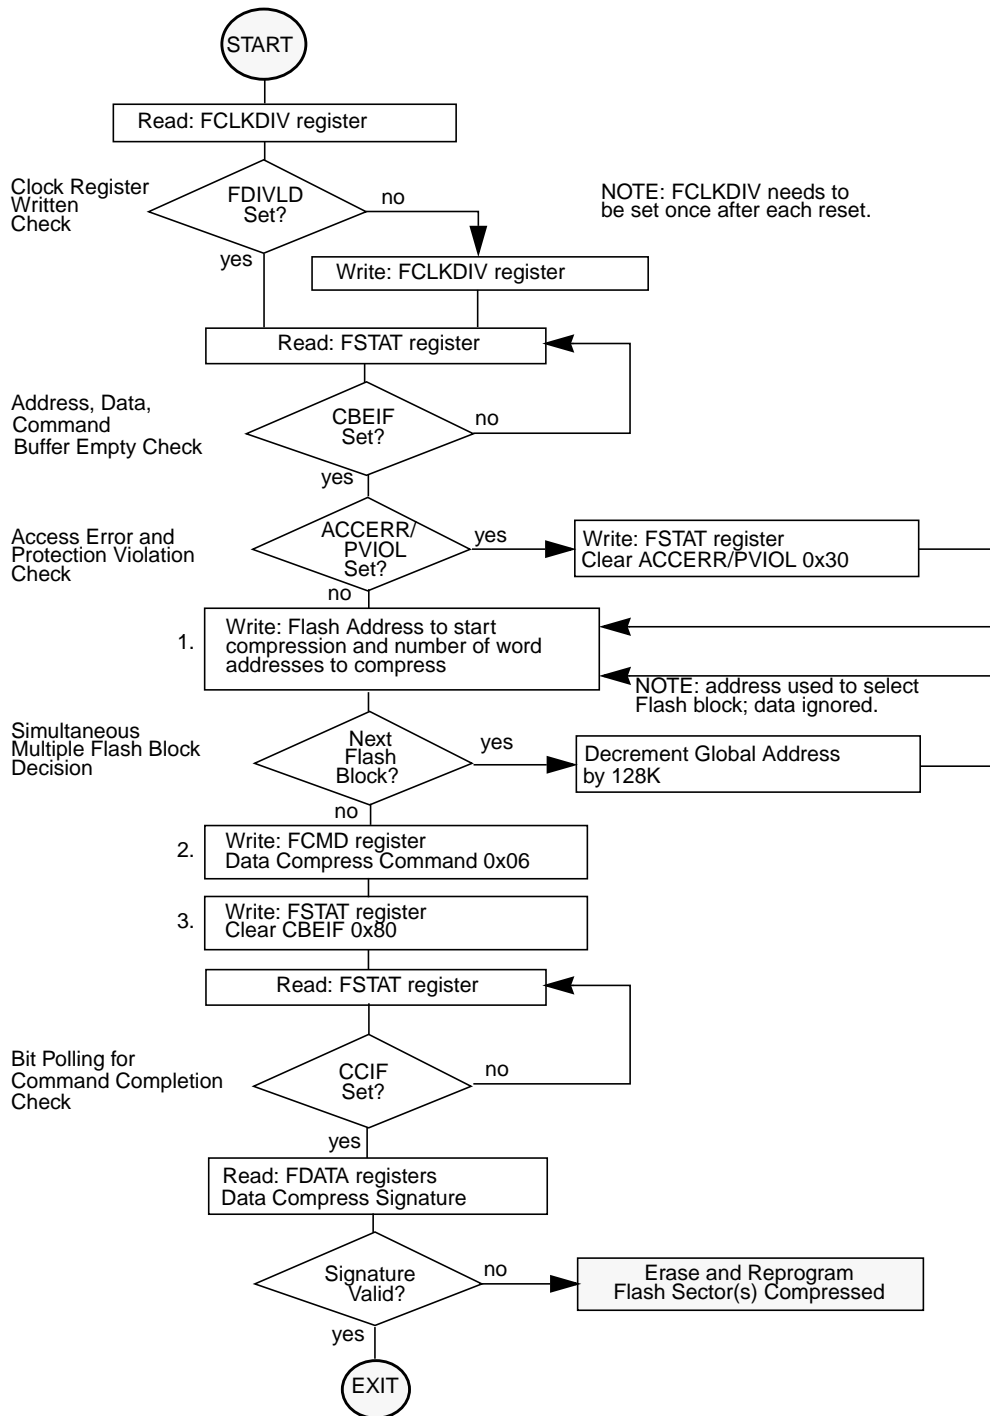 START
Read: FCLKDIV register
Clock Register
Written
Check
FDIVLD
Set?
no
NOTE: FCLKDIV needs to
be set once after each reset.
yes
Write: FCLKDIV register
Read: FSTAT register
Address, Data,
Command
Buffer Empty Check
CBEIF
Set?
no
yes
Access Error and
Protection Violation
Check
ACCERR/
PVIOL
Set?
yes
Write: FSTAT register
Clear ACCERR/PVIOL 0x30
no
1.
Write: Flash Address to start
compression and number of word
addresses to compress
NOTE: address used to select
Flash block; data ignored.
Simultaneous
Multiple Flash Block
Decision
Next
Flash
Block?
yes
Decrement Global Address
by 128K
no
2.
Write: FCMD register
Data Compress Command 0x06
3.
Write: FSTAT register
Clear CBEIF 0x80
Read: FSTAT register
Bit Polling for
Command Completion
Check
CCIF
Set?
no
yes
Read: FDATA registers
Data Compress Signature
Signature
Valid?
no
Erase and Reprogram
Flash Sector(s) Compressed
yes
EXIT